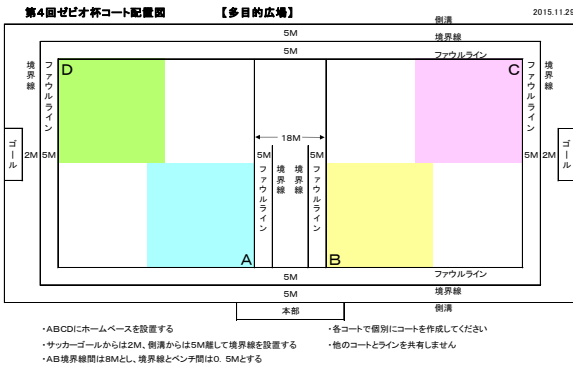 第4回ゼビオ杯コート配置図 【多目的広場】 2015.11.29
側溝
5M
境界線
5M
ファウルライン
D
C
境界線
ファウルライン
ファウルライン
境界線
18M
ゴール
2M
5M
5M
ファウルライン
境界線
境界線
5M
ファウルライン
5M
2M
ゴール
A
B
5M
ファウルライン
5M
境界線
本部
側溝
・ABCDにホームベースを設置する
・サッカーゴールからは2M、側溝からは5M離して境界線を設置する
・AB境界線間は8Mとし、境界線とベンチ間は0.5Mとする
・各コートで個別にコートを作成してください
・他のコートとラインを共有しません